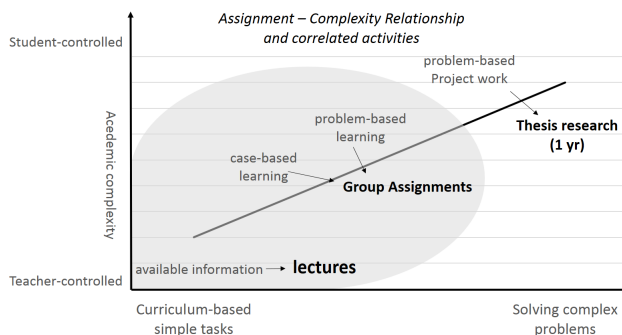 Assignment – Complexity Relationship
and correlated activities
Student-controlled
problem-based
Project work
Acedemic complexity
problem-based
learning
Thesis research
(1 yr)
case-based
learning
Group Assignments
available information
lectures
Teacher-controlled
Curriculum-based
simple tasks
Solving complex
problems